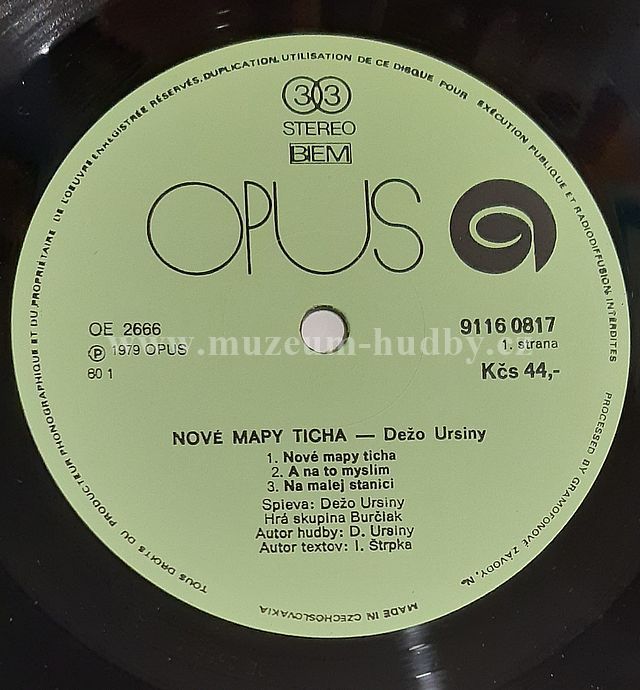 TOUS DROITS DU PRODUCTEUR PHONOGRAPHIQUE ET DU PROPRIÉTAIRE DE L'OEUVRE ENREGISTRÉE RÉSERVÉS. DUPLICATION. UTILISATION DE CE DISQUE POUR EXÉCUTION PUBLIQUE ET RADIODIFFUSION INTERDITES
33
STEREO
BIEM
OPUS
OE 2666
Ⓟ 1979 OPUS
80 1
9116 0817
1. strana
Kčs 44,-
www.muzeum-hudby.cz
NOVÉ MAPY TICHA — Dežo Ursiny
1. Nové mapy ticha
2. A na to myslím
3. Na malej stanici
Spieva: Dežo Ursiny
Hrá skupina Burčiak
Autor hudby: D. Ursiny
Autor textov: I. Štrpka
PROCESSED BY GRAMOFONOVÉ ZÁVODY, N.
MADE IN CZECHOSLOVAKIA